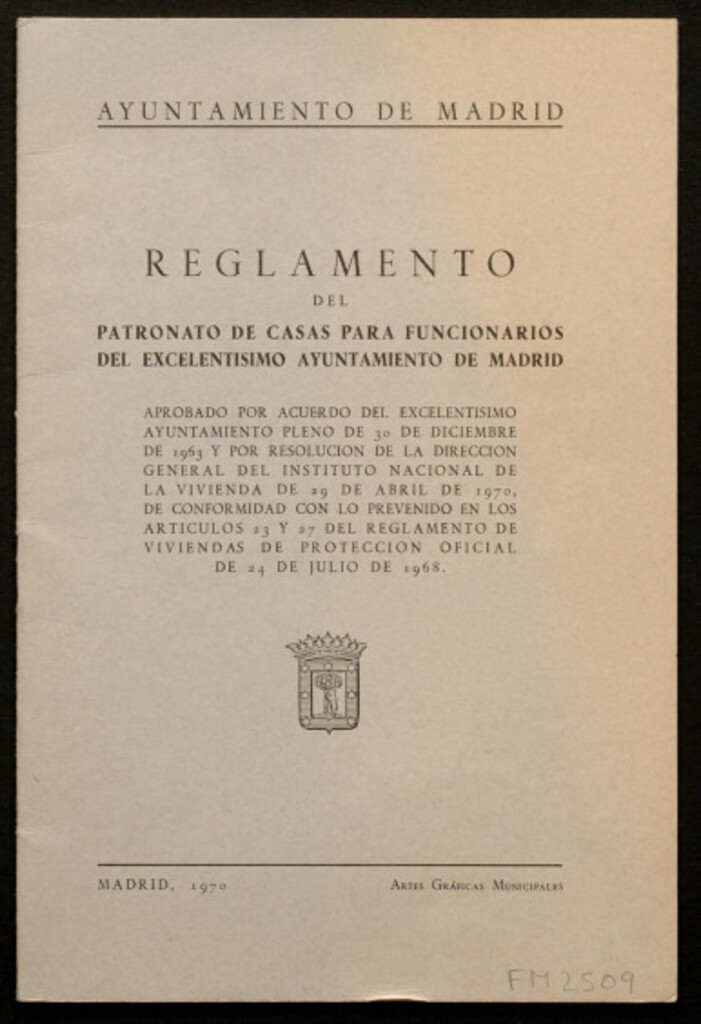 AYUNTAMIENTO DE MADRID
REGLAMENTO
DEL
PATRONATO DE CASAS PARA FUNCIONARIOS
DEL EXCELENTISIMO AYUNTAMIENTO DE MADRID
APROBADO POR ACUERDO DEL EXCELENTISIMO
AYUNTAMIENTO PLENO DE 30 DE DICIEMBRE
DE 1963 Y POR RESOLUCION DE LA DIRECCION
GENERAL DEL INSTITUTO NACIONAL DE
LA VIVIENDA DE 29 DE ABRIL DE 1970,
DE CONFORMIDAD CON LO PREVENIDO EN LOS
ARTICULOS 23 Y 27 DEL REGLAMENTO DE
VIVIENDAS DE PROTECCION OFICIAL
DE 24 DE JULIO DE 1968.
MADRID, 1970
ARTES GRÁFICAS MUNICIPALES
FM 2509